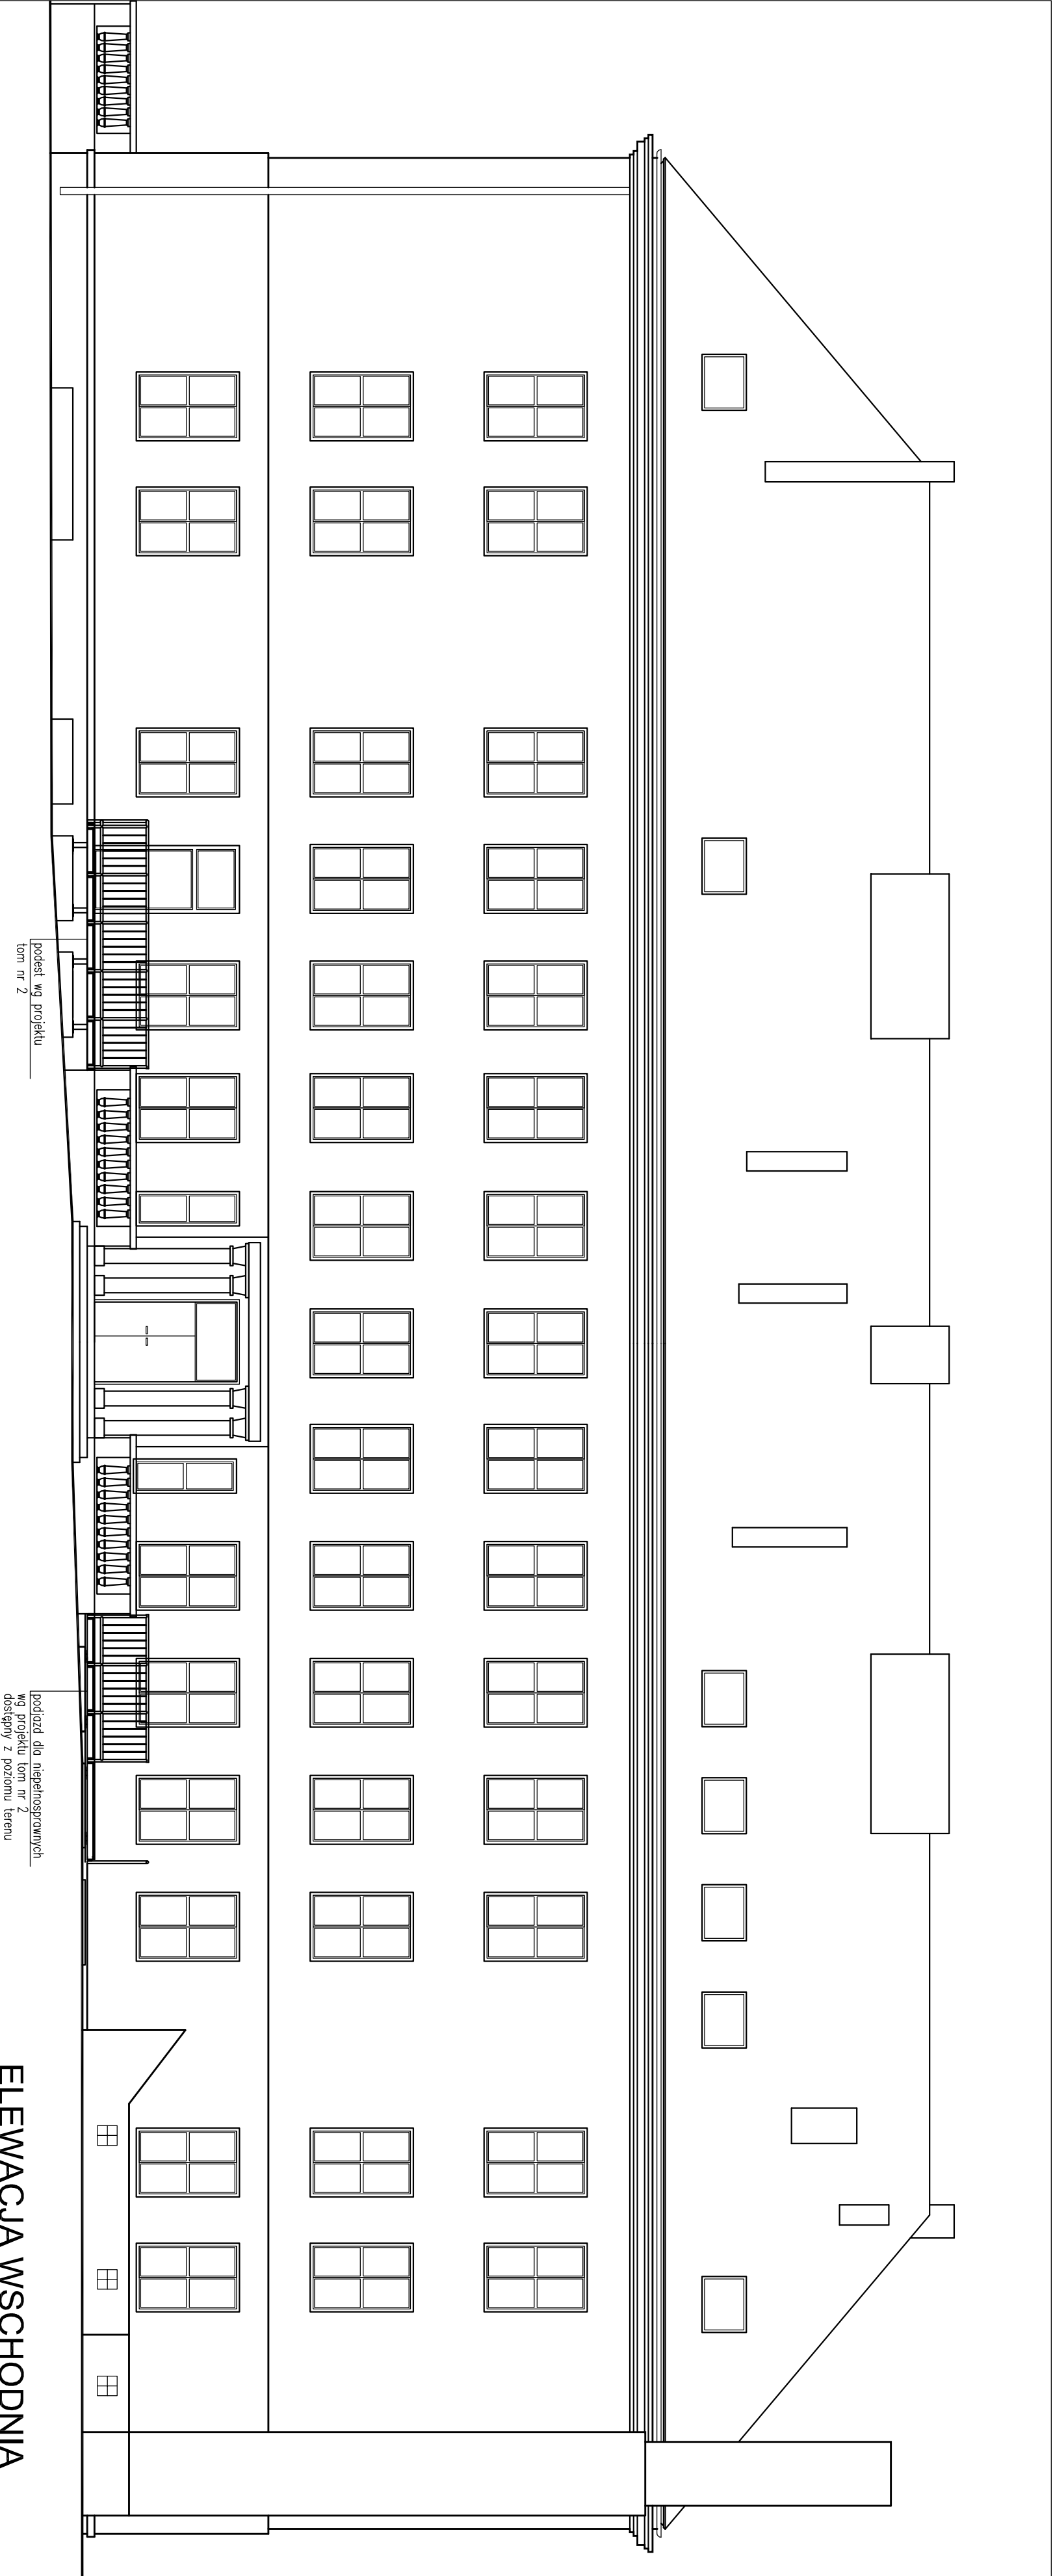 podest wg projektu
tom nr 2
podjazd dla niepełnosprawnych
wg projektu tom nr 2
dostępny z poziomu terenu
ELEWACJA WSCHODNIA